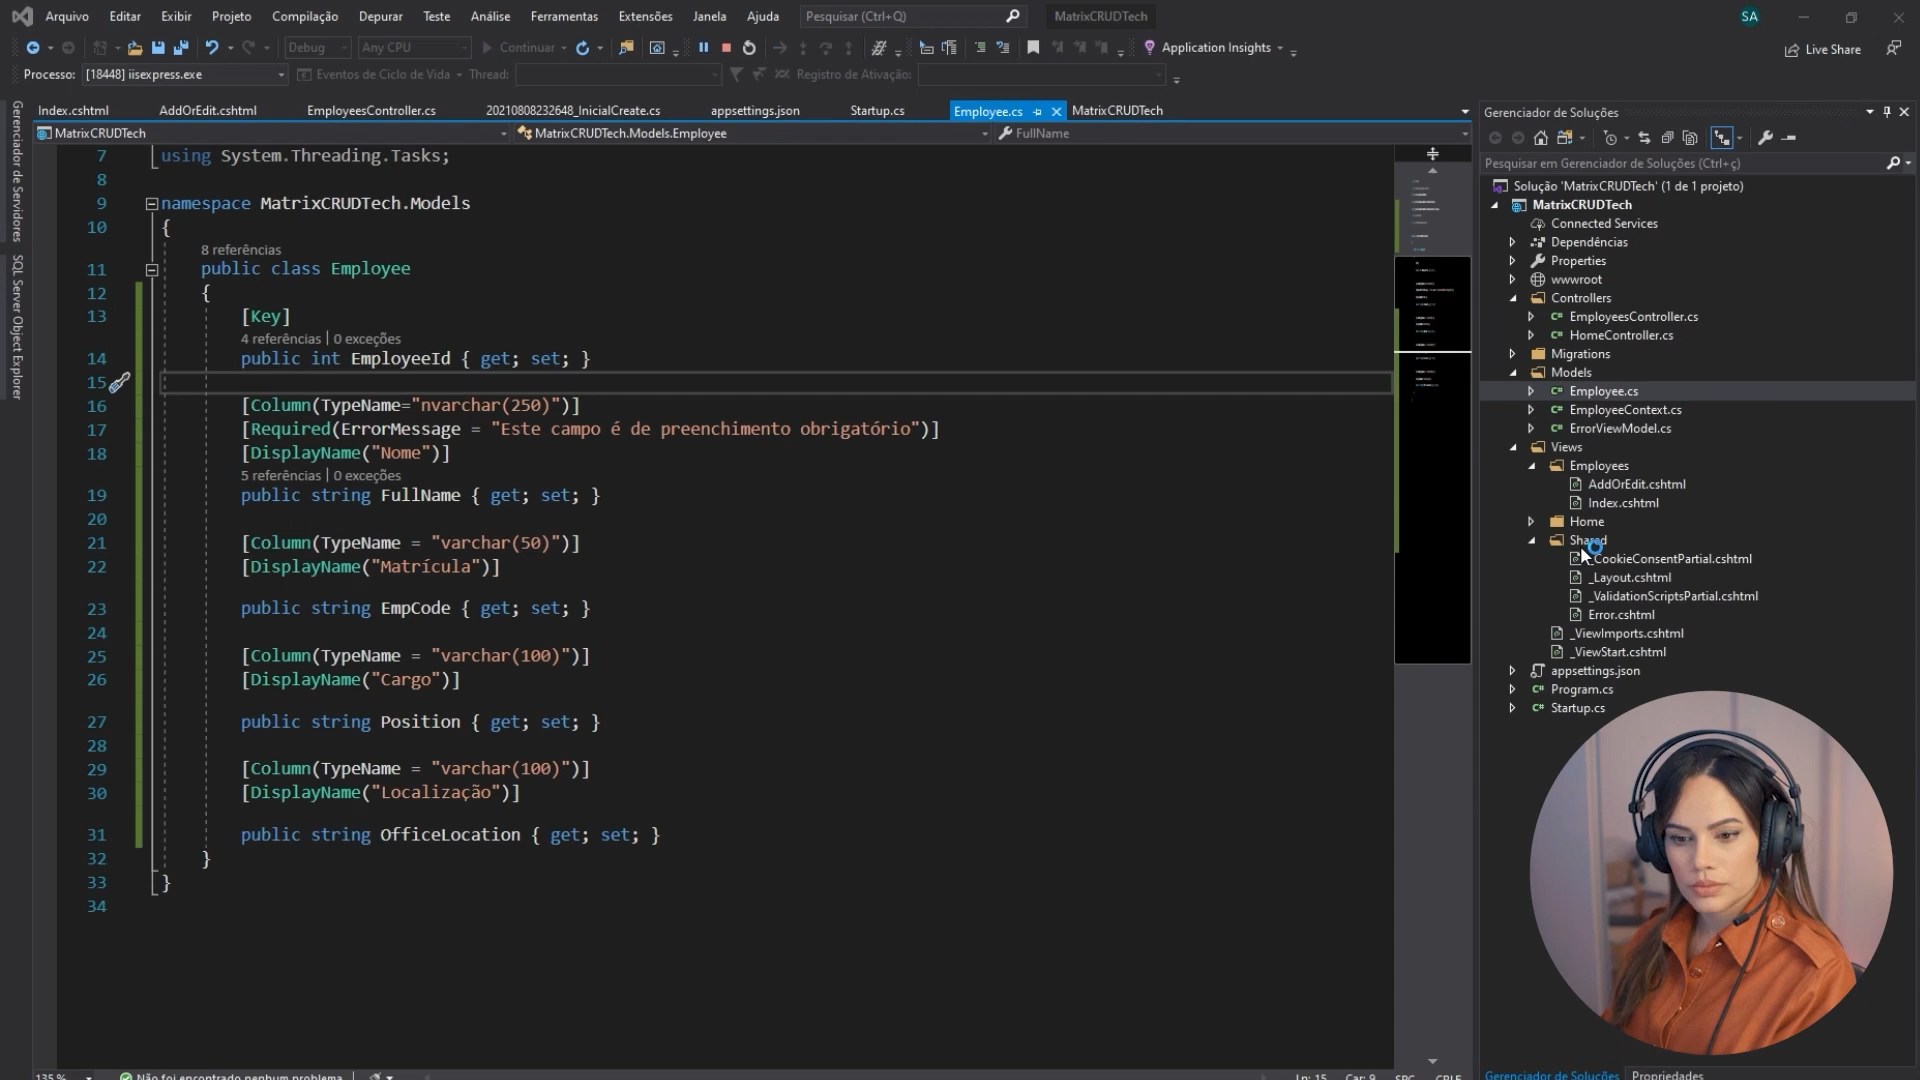 Arquivo Editar Exibir Projeto Compilação Depurar Teste Análise Ferramentas Extensões Janela Ajuda Pesquisar (Ctrl+Q) MatrixCRUDTech SA
Debug Any CPU Continuar Application Insights Live Share
Processo: [18448] iisexpress.exe Eventos de Ciclo de Vida Thread: Registro de Ativação:
Index.cshtml AddOrEdit.cshtml EmployeesController.cs 20210808232648_InicialCreate.cs appsettings.json Startup.cs Employee.cs MatrixCRUDTech
MatrixCRUDTech MatrixCRUDTech.Models.Employee FullName
Gerenciador de Servidores
SQL Server Object Explorer
7 using System.Threading.Tasks;
8
9 namespace MatrixCRUDTech.Models
10 {
8 referências
11 public class Employee
12 {
13 [Key]
4 referências | 0 exceções
14 public int EmployeeId { get; set; }
15
16 [Column(TypeName="nvarchar(250)")]
17 [Required(ErrorMessage = "Este campo é de preenchimento obrigatório")]
18 [DisplayName("Nome")]
5 referências | 0 exceções
19 public string FullName { get; set; }
20
21 [Column(TypeName = "varchar(50)")]
22 [DisplayName("Matrícula")]
23 public string EmpCode { get; set; }
24
25 [Column(TypeName = "varchar(100)")]
26 [DisplayName("Cargo")]
27 public string Position { get; set; }
28
29 [Column(TypeName = "varchar(100)")]
30 [DisplayName("Localização")]
31 public string OfficeLocation { get; set; }
32 }
33 }
34
135 % Não foi encontrado nenhum problema Ln: 15 Car: 9 SPC CRLF
Gerenciador de Soluções
Pesquisar em Gerenciador de Soluções (Ctrl+ç)
Solução 'MatrixCRUDTech' (1 de 1 projeto)
MatrixCRUDTech
Connected Services
Dependências
Properties
wwwroot
Controllers
C# EmployeesController.cs
C# HomeController.cs
Migrations
Models
C# Employee.cs
C# EmployeeContext.cs
C# ErrorViewModel.cs
Views
Employees
AddOrEdit.cshtml
Index.cshtml
Home
Shared
_CookieConsentPartial.cshtml
_Layout.cshtml
_ValidationScriptsPartial.cshtml
Error.cshtml
_ViewImports.cshtml
_ViewStart.cshtml
appsettings.json
C# Program.cs
C# Startup.cs
Gerenciador de Soluções Propriedades